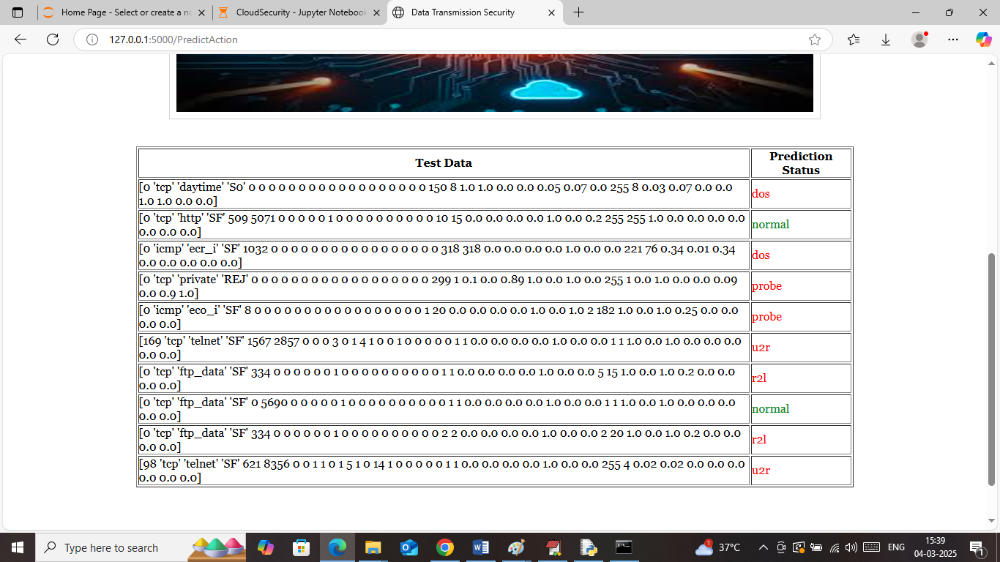 Home Page - Select or create a no
CloudSecurity - Jupyter Notebook
Data Transmission Security
127.0.0.1:5000/PredictAction
Test Data
Prediction
Status
[0 'tcp' 'daytime' 'S0' 0 0 0 0 0 0 0 0 0 0 0 0 0 0 0 0 0 0 150 8 1.0 1.0 0.0 0.0 0.05 0.07 0.0 255 8 0.03 0.07 0.0 0.0
1.0 1.0 0.0 0.0]
dos
[0 'tcp' 'http' 'SF' 509 5071 0 0 0 0 0 1 0 0 0 0 0 0 0 0 0 0 10 15 0.0 0.0 0.0 0.0 1.0 0.0 0.2 255 255 1.0 0.0 0.0 0.0 0.0
0.0 0.0 0.0]
normal
[0 'icmp' 'ecr_i' 'SF' 1032 0 0 0 0 0 0 0 0 0 0 0 0 0 0 0 0 0 318 318 0.0 0.0 0.0 0.0 1.0 0.0 0.0 221 76 0.34 0.01 0.34
0.0 0.0 0.0 0.0 0.0]
dos
[0 'tcp' 'private' 'REJ' 0 0 0 0 0 0 0 0 0 0 0 0 0 0 0 0 0 0 299 1 0.1 0.0 0.89 1.0 0.0 1.0 0.0 255 1 0.0 1.0 0.0 0.0 0.09
0.0 0.9 1.0]
probe
[0 'icmp' 'eco_i' 'SF' 8 0 0 0 0 0 0 0 0 0 0 0 0 0 0 0 0 0 1 20 0.0 0.0 0.0 0.0 1.0 0.0 1.0 2 182 1.0 0.0 1.0 0.25 0.0 0.0
0.0 0.0]
probe
[169 'tcp' 'telnet' 'SF' 1567 2857 0 0 0 3 0 1 4 1 0 0 1 0 0 0 0 0 1 1 0.0 0.0 0.0 0.0 1.0 0.0 0.0 1 1 1.0 0.0 1.0 0.0 0.0 0.0
0.0 0.0]
u2r
[0 'tcp' 'ftp_data' 'SF' 334 0 0 0 0 0 0 1 0 0 0 0 0 0 0 0 0 0 1 1 0.0 0.0 0.0 0.0 1.0 0.0 0.0 5 15 1.0 0.0 1.0 0.2 0.0 0.0
0.0 0.0]
r2l
[0 'tcp' 'ftp_data' 'SF' 0 5690 0 0 0 0 0 1 0 0 0 0 0 0 0 0 0 0 1 1 0.0 0.0 0.0 0.0 1.0 0.0 0.0 1 1 1.0 0.0 1.0 0.0 0.0 0.0
0.0 0.0]
normal
[0 'tcp' 'ftp_data' 'SF' 334 0 0 0 0 0 0 1 0 0 0 0 0 0 0 0 0 0 2 2 0.0 0.0 0.0 0.0 1.0 0.0 0.0 2 20 1.0 0.0 1.0 0.2 0.0 0.0
0.0 0.0]
r2l
[98 'tcp' 'telnet' 'SF' 621 8356 0 0 1 1 0 1 5 1 0 14 1 0 0 0 0 0 1 1 0.0 0.0 0.0 0.0 1.0 0.0 0.0 255 4 0.02 0.02 0.0 0.0 0.0
0.0 0.0 0.0]
u2r
Type here to search
1
37°C
ENG
15:39
04-03-2025
1